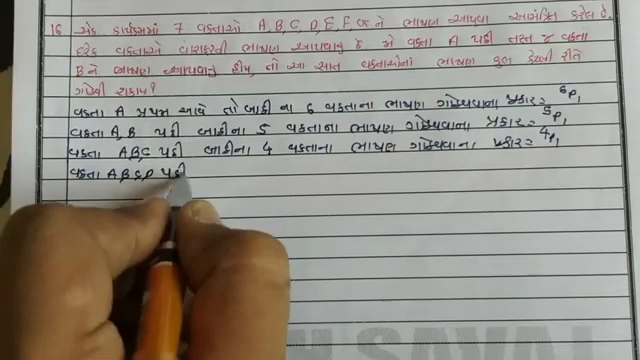 16 એક કાર્યક્રમમાં 7 વક્તાઓ A, B, C, D, E, F, G ને ભાષણ આપવા આમંત્રિત કરેલ છે.
દરેક વક્તાએ વારાફરતી ભાષણ આપવાનું છે. જો વક્તા A પછી તરત જ વક્તા
B ને ભાષણ આપવાનું હોય, તો આ સાત વક્તાઓનાં ભાષણ કુલ કેટલી રીતે
ગોઠવી શકાય?
વક્તા A પ્રથમ આવે તો બાકી ના 6 વક્તાના ભાષણ ગોઠવવાના પ્રકાર = ⁶P₁
વક્તા A, B પછી બાકીના 5 વક્તાના ભાષણ ગોઠવવાના પ્રકાર = ⁵P₁
વક્તા A,B,C પછી બાકીના 4 વક્તાના ભાષણ ગોઠવવાના પ્રકાર = ⁴P₁
વક્તા A,B,C,D પછી